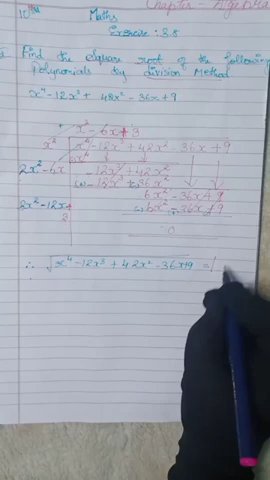 10th Maths Chapter - Algebra
Exercise : 3.8
Find the square root of the following
Polynomials by division Method
x⁴ - 12x³ + 42x² - 36x + 9
x² - 6x + 3
x² x⁴ - 12x³ + 42x² - 36x + 9
x⁴
2x² - 6x - 12x³ + 42x²
(-) - 12x³ + 36x²
2x² - 12x + 3 6x² - 36x + 9
(-) 6x² - 36x + 9
0
∴ √x⁴ - 12x³ + 42x² - 36x + 9 = |